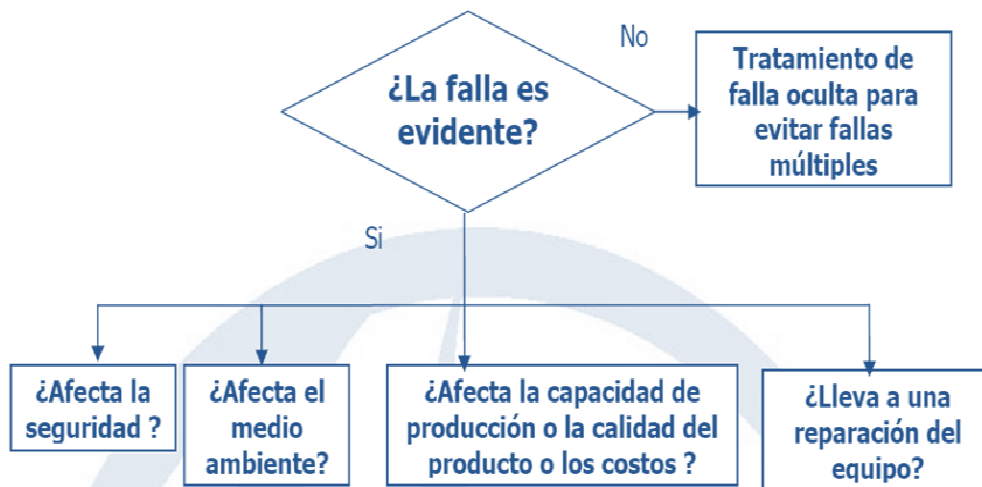 ¿La falla es
evidente?
No
Tratamiento de
falla oculta para
evitar fallas
múltiples
Si
¿Afecta la
seguridad ?
¿Afecta el
medio
ambiente?
¿Afecta la capacidad de
producción o la calidad del
producto o los costos ?
¿Lleva a una
reparación del
equipo?